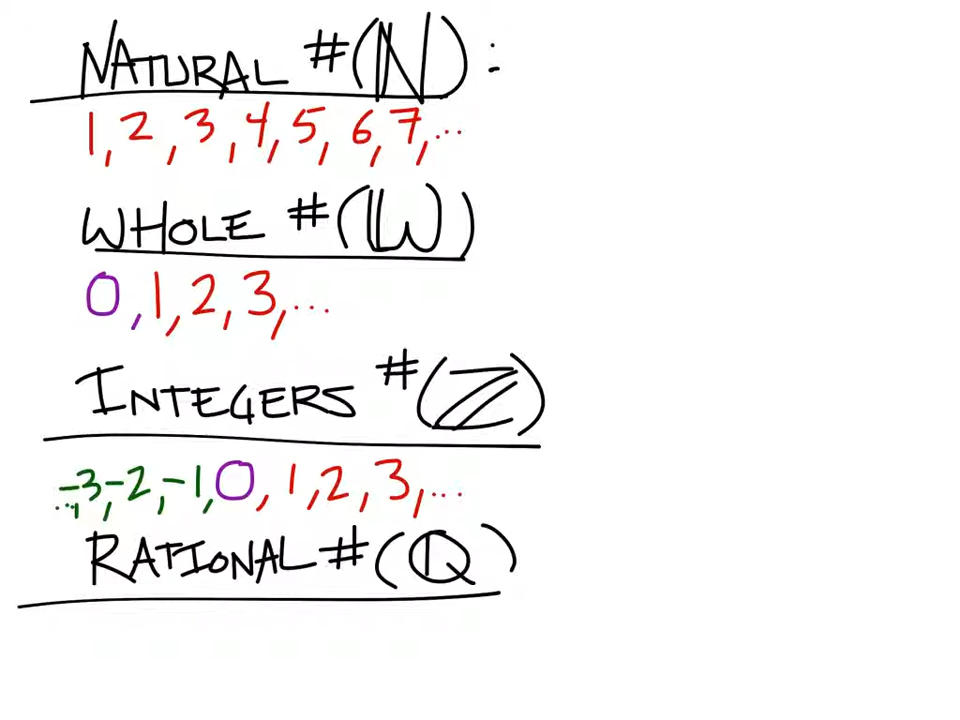 NATURAL #(ℕ):
1, 2, 3, 4, 5, 6, 7, ...
WHOLE #(𝕎)
0, 1, 2, 3, ...
INTEGERS #(ℤ)
..., -3, -2, -1, 0, 1, 2, 3, ...
RATIONAL #(ℚ)